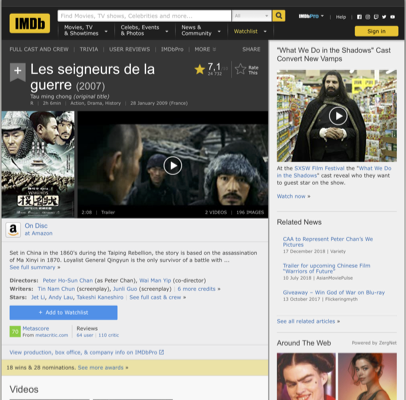 IMDb
Find Movies, TV shows, Celebrities and more...
All
IMDbPro
Help
Movies, TV
& Showtimes
Celebs, Events
& Photos
News &
Community
Watchlist
Sign in
FULL CAST AND CREW | TRIVIA | USER REVIEWS | IMDbPro | MORE
SHARE
Les seigneurs de la
guerre (2007)
Tau ming chong (original title)
R | 2h 6min | Action, Drama, History | 28 January 2009 (France)
7,1
Rate
This
2:08 | Trailer
2 VIDEOS | 196 IMAGES
On Disc
at Amazon
Set in China in the 1860's during the Taiping Rebellion, the story is based on the assassination
of Ma Xinyi in 1870. Loyalist General Qingyun is the only survivor of a battle with ...
See full summary »
Directors: Peter Ho-Sun Chan (as Peter Chan), Wai Man Yip (co-director)
Writers: Tin Nam Chun (screenplay), Junli Guo (screenplay) | 6 more credits »
Stars: Jet Li, Andy Lau, Takeshi Kaneshiro | See full cast & crew »
+ Add to Watchlist
Metascore
From metacritic.com
Reviews
64 user | 110 critic
View production, box office, & company info on IMDbPro
18 wins & 28 nominations. See more awards »
Videos
"What We Do in the Shadows" Cast
Convert New Vamps
At the SXSW Film Festival the "What We Do
in the Shadows" cast reveal who they want
to guest star on the show.
Watch now »
Related News
CAA to Represent Peter Chan's We
Pictures
17 December 2018 | Variety
Trailer for upcoming Chinese Film
"Warriors of Future"
10 July 2018 | AsianMoviePulse
Giveaway – Win God of War on Blu-ray
13 October 2017 | Flickeringmyth
See all related articles »
Around The Web
Powered by ZergNet